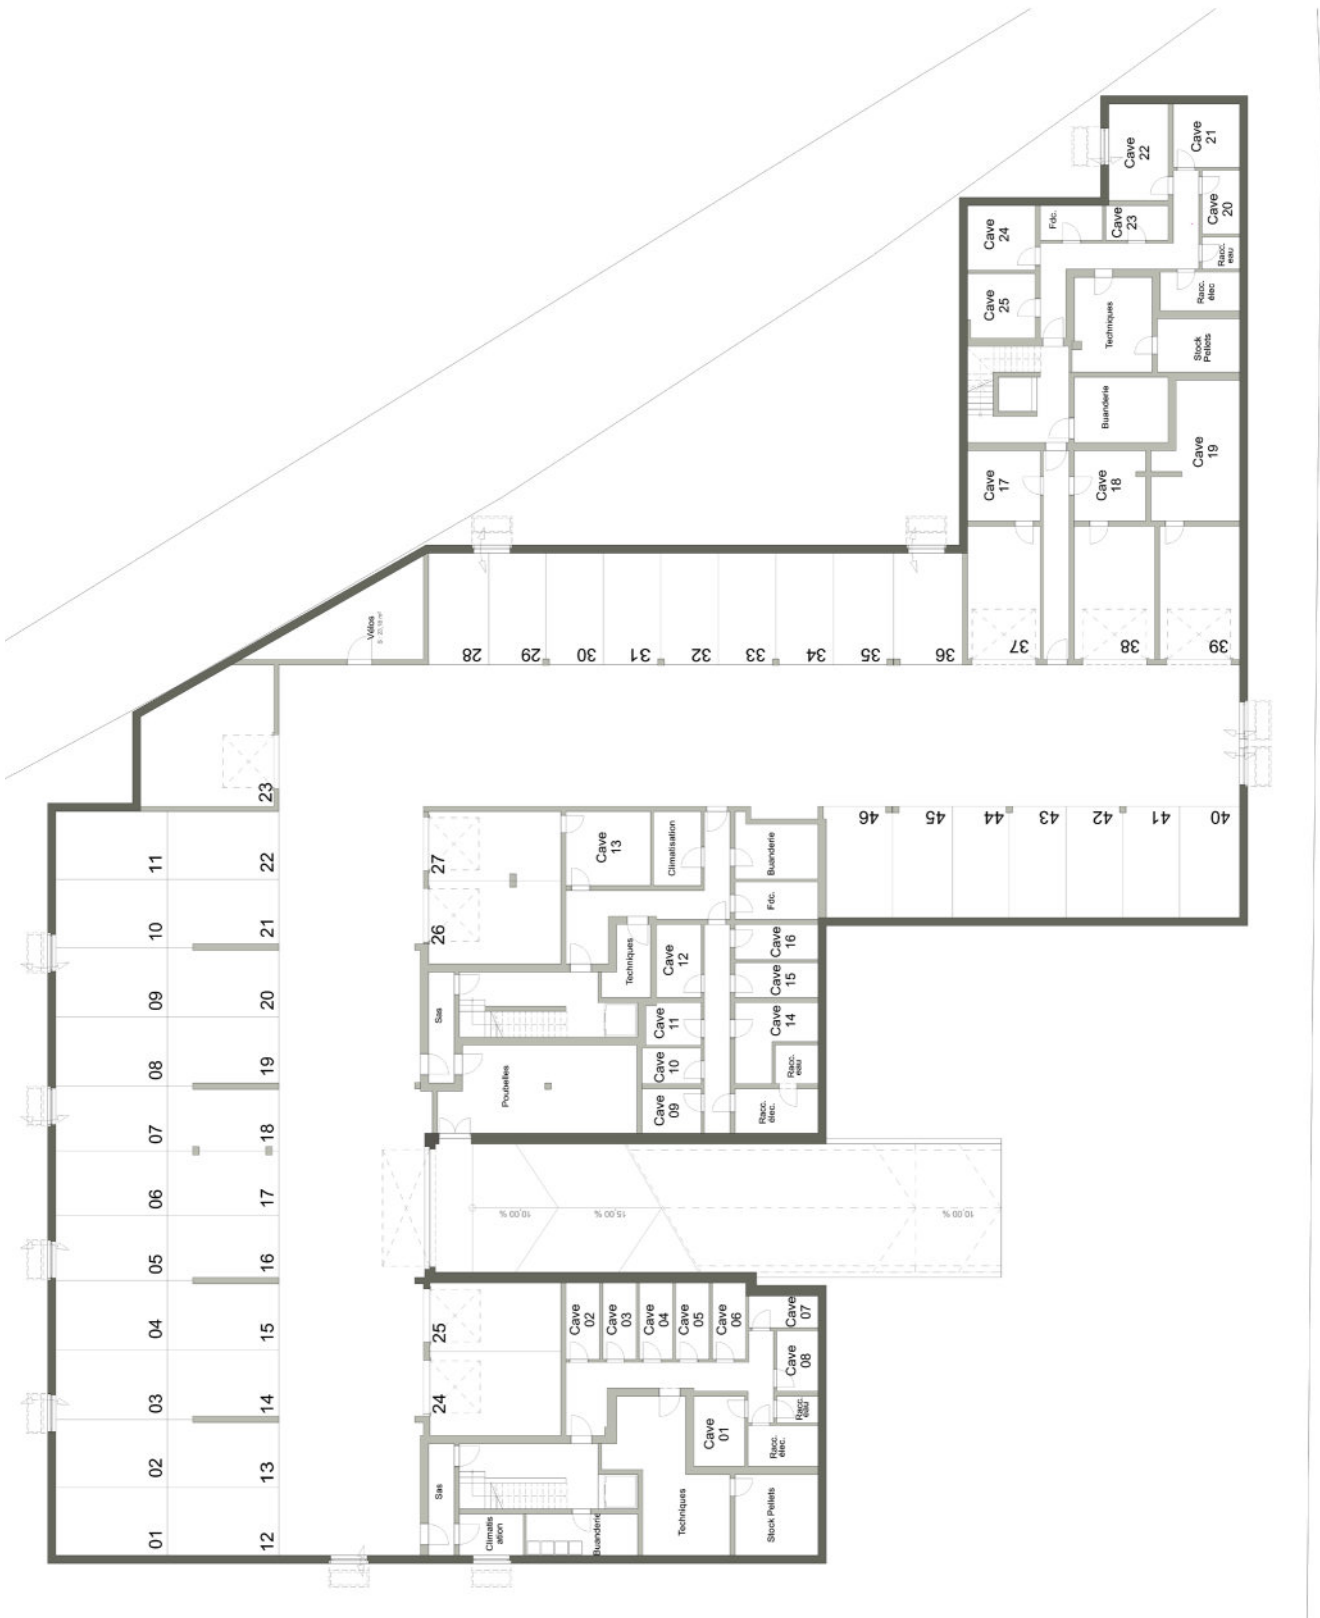 Cave
22
Cave
21
Cave
20
Cave
23
Fdc.
Cave
24
Racc.
eau
Cave
25
Racc.
élec
Techniques
Stock
Pellets
Buanderie
Cave
19
Cave
17
Cave
18
Vélos
28
29
30
31
32
33
34
35
36
37
38
39
23
11
22
10
21
09
20
08
19
07
18
06
17
05
16
04
15
03
14
02
13
01
12
27
26
Cave
13
Climatisation
Buanderie
Fdc.
Techniques
Cave
12
Cave
16
Cave
15
Cave
14
Cave
11
Cave
10
Cave
09
Racc.
eau
Racc.
élec.
Sas
Poubelles
46
45
44
43
42
41
40
10,00 %
15,00 %
10,00 %
25
24
Cave
02
Cave
03
Cave
04
Cave
05
Cave
06
Cave
07
Cave
08
Racc.
eau
Cave
01
Racc.
élec.
Sas
Climatis
ation
Buanderie
Techniques
Stock Pellets